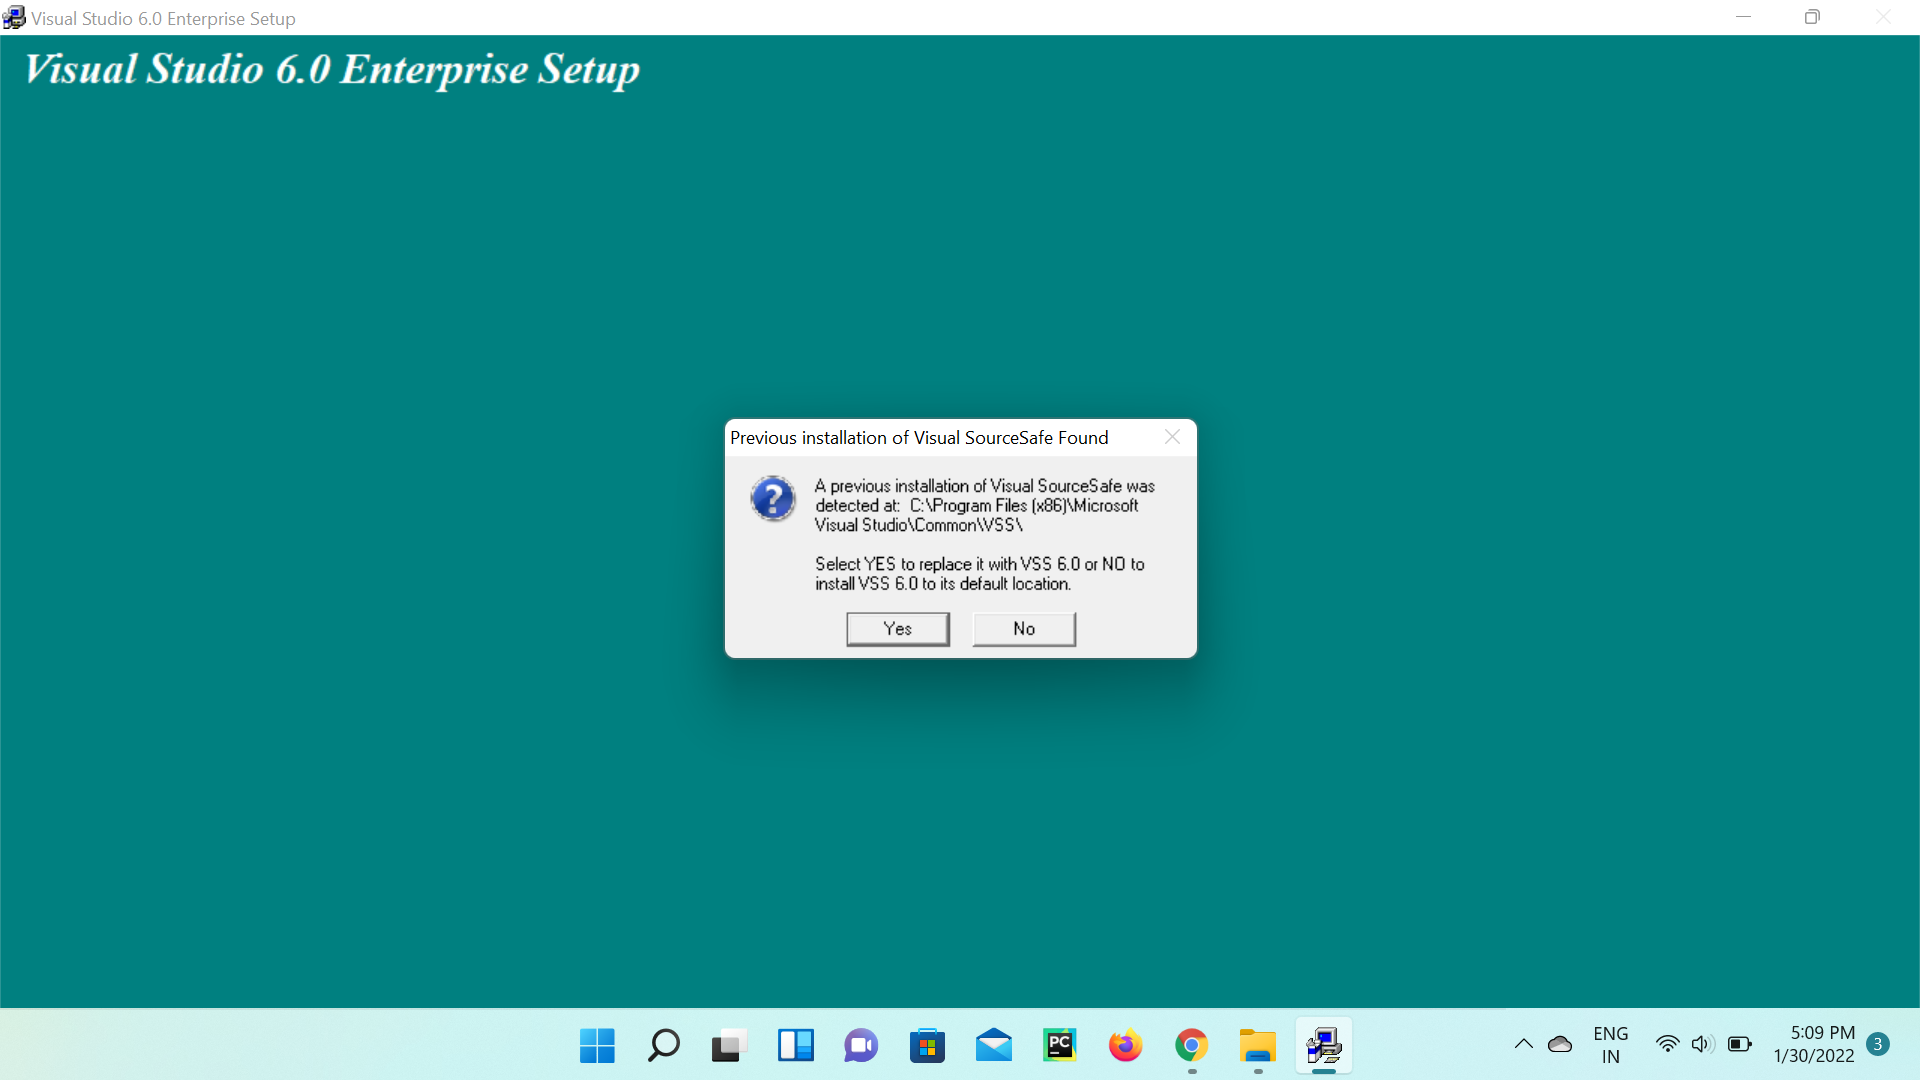 Visual Studio 6.0 Enterprise Setup
Visual Studio 6.0 Enterprise Setup
Previous installation of Visual SourceSafe Found
A previous installation of Visual SourceSafe was
detected at:  C:\Program Files (x86)\Microsoft
Visual Studio\Common\VSS\
Select YES to replace it with VSS 6.0 or NO to
install VSS 6.0 to its default location.
Yes
No
PC
ENG
IN
5:09 PM
1/30/2022
3